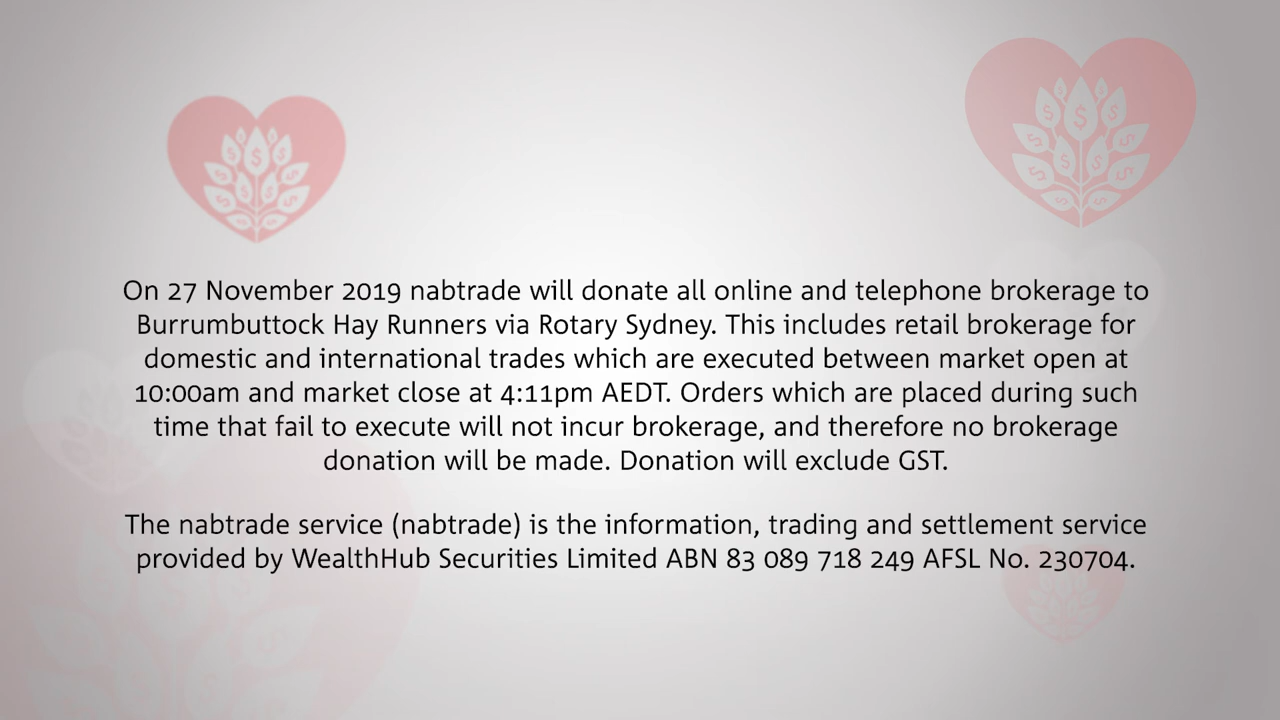 On 27 November 2019 nabtrade will donate all online and telephone brokerage to
Burrumbuttock Hay Runners via Rotary Sydney. This includes retail brokerage for
domestic and international trades which are executed between market open at
10:00am and market close at 4:11pm AEDT. Orders which are placed during such
time that fail to execute will not incur brokerage, and therefore no brokerage
donation will be made. Donation will exclude GST.
The nabtrade service (nabtrade) is the information, trading and settlement service
provided by WealthHub Securities Limited ABN 83 089 718 249 AFSL No. 230704.